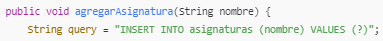 public void agregarAsignatura(String nombre) {
String query = "INSERT INTO asignaturas (nombre) VALUES (?)";